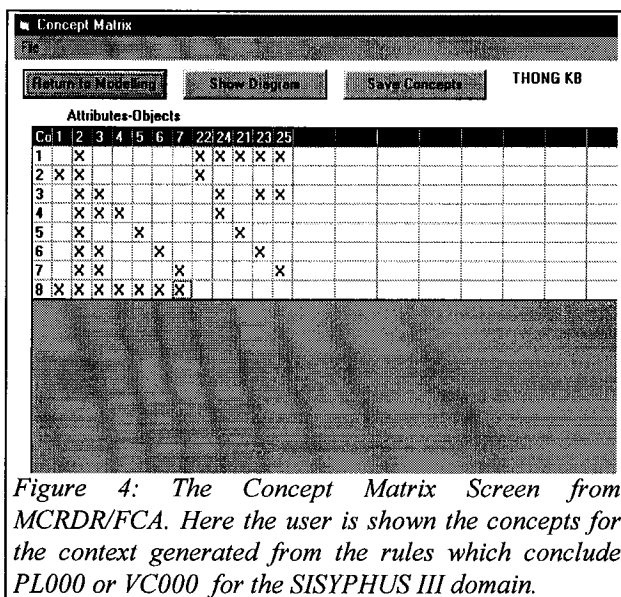 Concept Matrix
File
Return to Modelling Show Diagram Save Concepts THONG KB
Attributes-Objects
Co 1 2 3 4 5 6 7 22 24 21 23 25
1 X X X X X X
2 X X X
3 X X X X X
4 X X X X
5 X X X
6 X X X X
7 X X X X
8 X X X X X X X
Figure 4: The Concept Matrix Screen from
MCRDR/FCA. Here the user is shown the concepts for
the context generated from the rules which conclude
PL000 or VC000 for the SISYPHUS III domain.